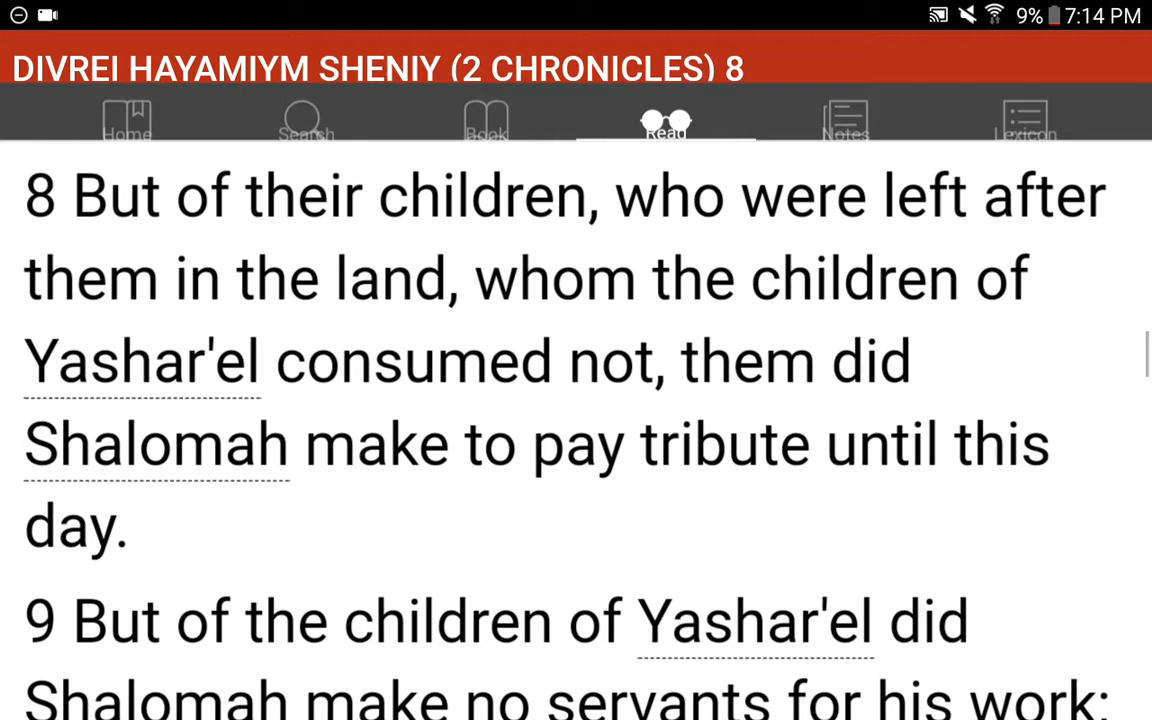 9% 7:14 PM
DIVREI HAYAMIYM SHENIY (2 CHRONICLES) 8
Home Search Book Read Notes Lexicon
8 But of their children, who were left after
them in the land, whom the children of
Yashar'el consumed not, them did
Shalomah make to pay tribute until this
day.
9 But of the children of Yashar'el did
Shalomah make no servants for his work;